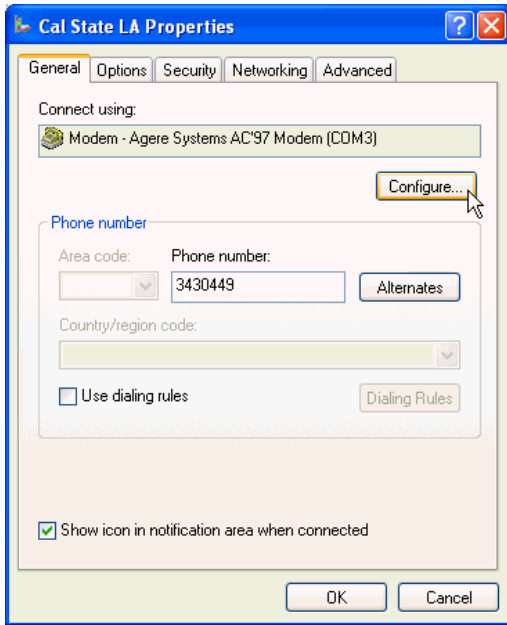 Cal State LA Properties
General Options Security Networking Advanced
Connect using:
Modem - Agere Systems AC'97 Modem (COM3)
Configure...
Phone number
Area code: Phone number:
3430449 Alternates
Country/region code:
Use dialing rules Dialing Rules
Show icon in notification area when connected
OK Cancel